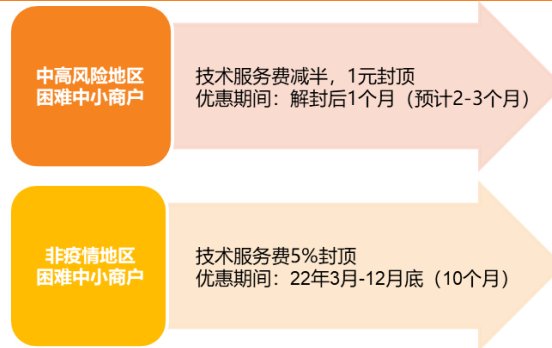 中高风险地区
困难中小商户
技术服务费减半，1元封顶
优惠期间：解封后1个月（预计2-3个月）
非疫情地区
困难中小商户
技术服务费5%封顶
优惠期间：22年3月-12月底（10个月）